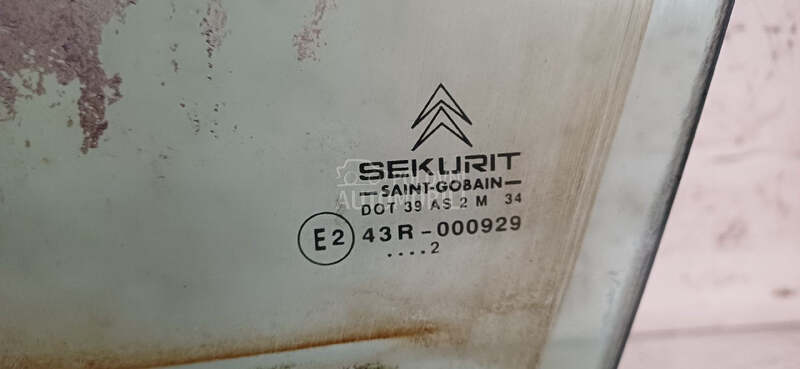 SEKURIT
SAINT-GOBAIN
DOT 39 AS 2 M 34
E2 43R-000929
....2